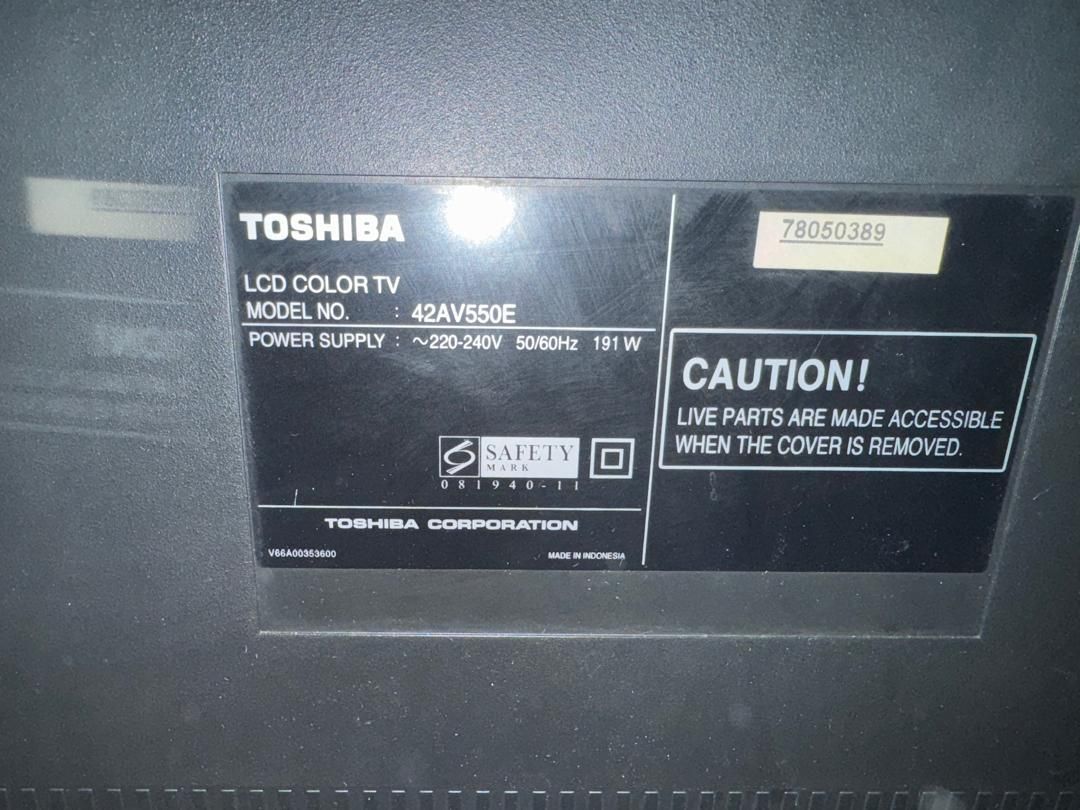 TOSHIBA
LCD COLOR TV
MODEL NO. : 42AV550E
POWER SUPPLY : ~220-240V 50/60Hz 191 W
S SAFETY
MARK
081940-11
TOSHIBA CORPORATION
V66A00353600 MADE IN INDONESIA
78050389
CAUTION!
LIVE PARTS ARE MADE ACCESSIBLE
WHEN THE COVER IS REMOVED.